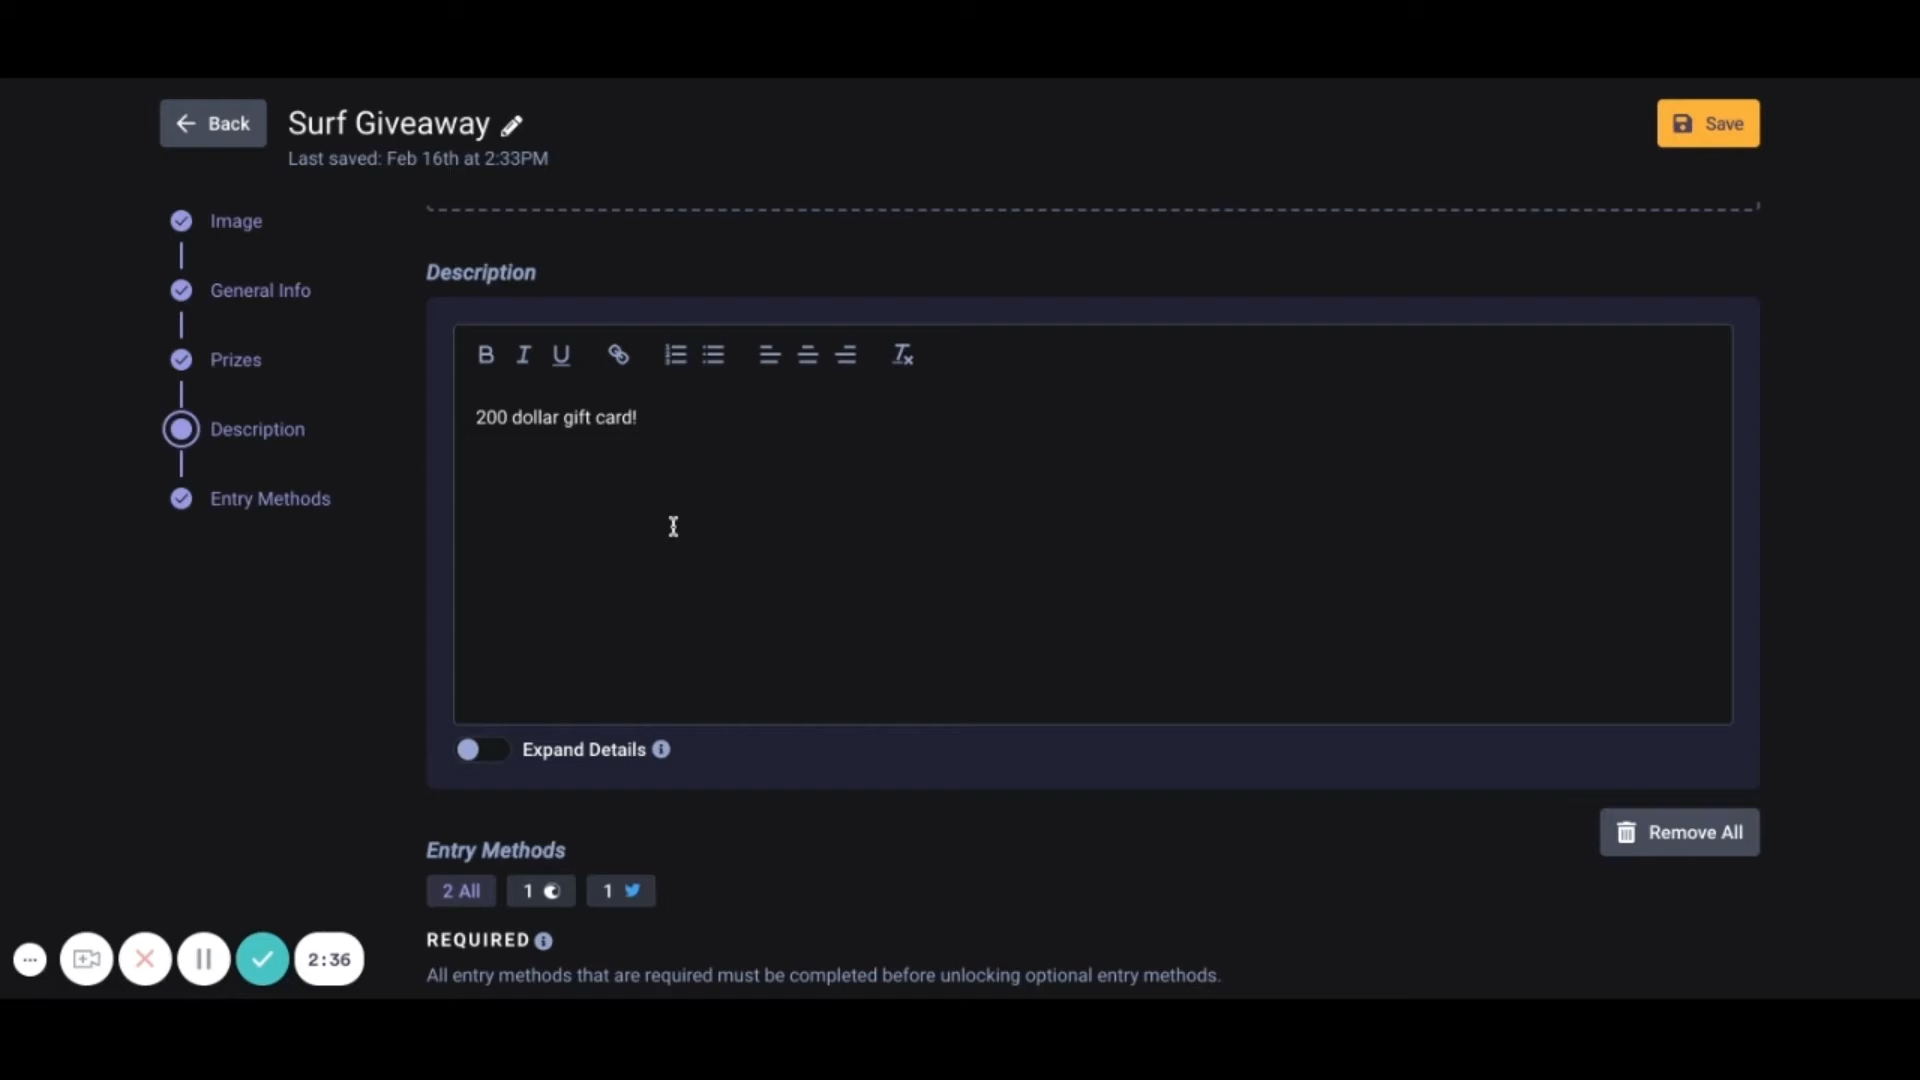 Back
Surf Giveaway
Last saved: Feb 16th at 2:33PM
Save
Image
General Info
Prizes
Description
Entry Methods
Description
B I U
200 dollar gift card!
Expand Details
Remove All
Entry Methods
2 All
1
1
REQUIRED
All entry methods that are required must be completed before unlocking optional entry methods.
2:36